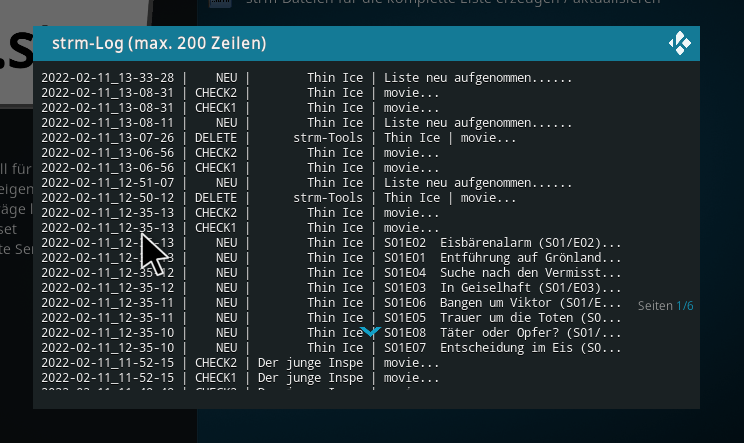 strm-Dateien für die komplette Liste erzeugen / aktualisieren
.s
strm-Log (max. 200 Zeilen)
2022-02-11_13-33-28 | NEU | Thin Ice | Liste neu aufgenommen......
2022-02-11_13-08-31 | CHECK2 | Thin Ice | movie...
2022-02-11_13-08-31 | CHECK1 | Thin Ice | movie...
2022-02-11_13-08-11 | NEU | Thin Ice | Liste neu aufgenommen......
2022-02-11_13-07-26 | DELETE | strm-Tools | Thin Ice | movie...
2022-02-11_13-06-56 | CHECK2 | Thin Ice | movie...
2022-02-11_13-06-56 | CHECK1 | Thin Ice | movie...
2022-02-11_12-51-07 | NEU | Thin Ice | Liste neu aufgenommen......
2022-02-11_12-50-12 | DELETE | strm-Tools | Thin Ice | movie...
2022-02-11_12-35-13 | CHECK2 | Thin Ice | movie...
2022-02-11_12-35-13 | CHECK1 | Thin Ice | movie...
2022-02-11_12-35-13 | NEU | Thin Ice | S01E02 Eisbärenalarm (S01/E02)...
2022-02-11_12- 3 | NEU | Thin Ice | S01E01 Entführung auf Grönland...
2022-02-11_12-35-12 | NEU | Thin Ice | S01E04 Suche nach den Vermisst...
2022-02-11_12-35-12 | NEU | Thin Ice | S01E03 In Geiselhaft (S01/E03)...
2022-02-11_12-35-11 | NEU | Thin Ice | S01E06 Bangen um Viktor (S01/E...
2022-02-11_12-35-11 | NEU | Thin Ice | S01E05 Trauer um die Toten (S0...
2022-02-11_12-35-10 | NEU | Thin Ice | S01E08 Täter oder Opfer? (S01/...
2022-02-11_12-35-10 | NEU | Thin Ice | S01E07 Entscheidung im Eis (S0...
2022-02-11_11-52-15 | CHECK2 | Der junge Inspe | movie...
2022-02-11_11-52-15 | CHECK1 | Der junge Inspe | movie...
Seiten 1/6
ll für
eigen
räge l
set
te Se